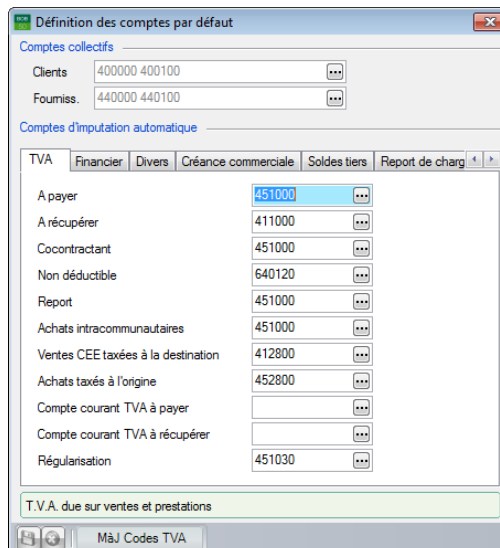 Définition des comptes par défaut
Comptes collectifs
Clients 400000 400100 ...
Fourniss. 440000 440100 ...
Comptes d'imputation automatique
TVA Financier Divers Créance commerciale Soldes tiers Report de charg
A payer 451000 ...
A récupérer 411000 ...
Cocontractant 451000 ...
Non déductible 640120 ...
Report 451000 ...
Achats intracommunautaires 451000 ...
Ventes CEE taxées à la destination 412800 ...
Achats taxés à l'origine 452800 ...
Compte courant TVA à payer ...
Compte courant TVA à récupérer ...
Régularisation 451030 ...
T.V.A. due sur ventes et prestations
MàJ Codes TVA